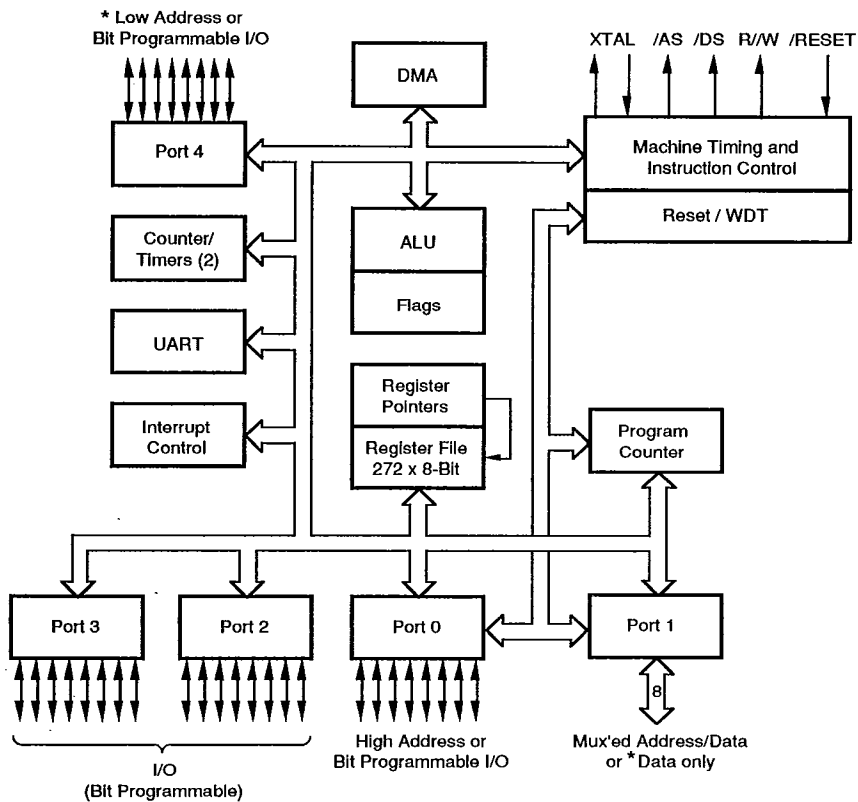 * Low Address or
Bit Programmable I/O
XTAL /AS /DS R//W /RESET
DMA
Port 4
Machine Timing and
Instruction Control
Reset / WDT
Counter/
Timers (2)
ALU
Flags
UART
Register
Pointers
Interrupt
Control
Register File
272 x 8-Bit
Program
Counter
Port 3
Port 2
Port 0
Port 1
8
High Address or
Bit Programmable I/O
Mux'ed Address/Data
or *Data only
I/O
(Bit Programmable)